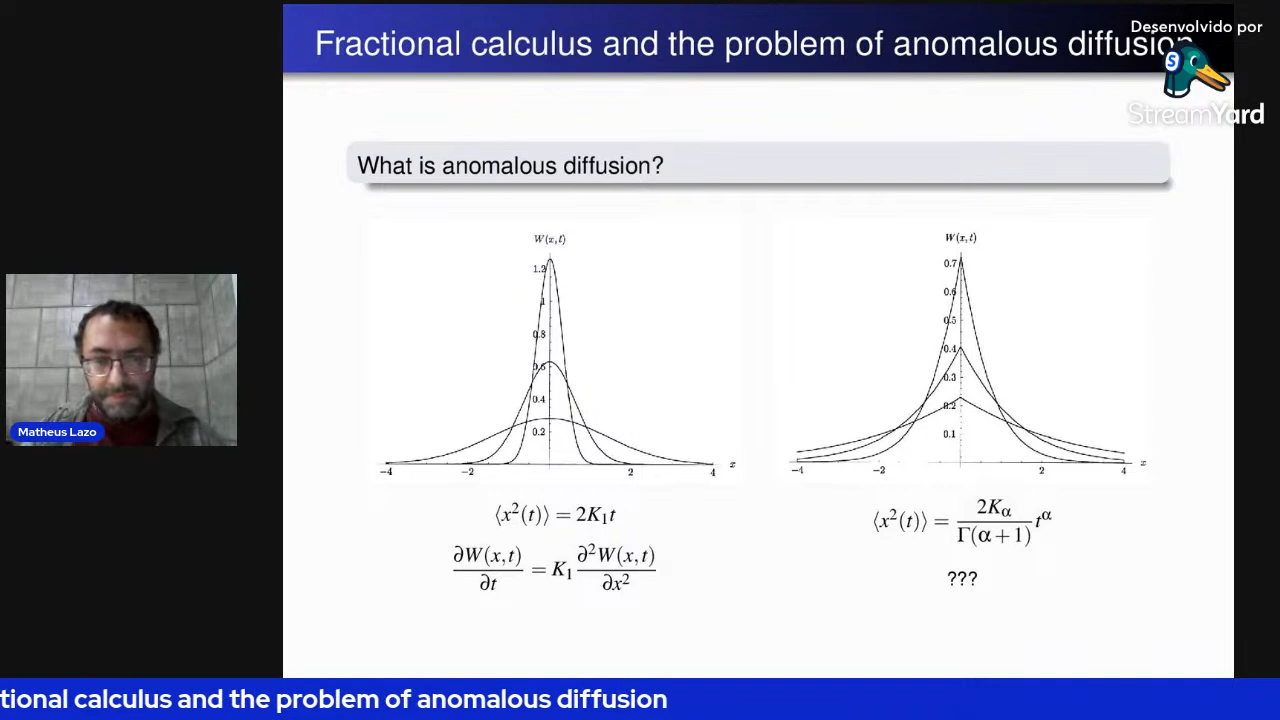 Fractional calculus and the problem of anomalous diffusion
Desenvolvido por
StreamYard
What is anomalous diffusion?
W(x,t)
1.2
1
0.8
0.6
0.4
0.2
−4 −2 2 4 x
W(x,t)
0.7
0.6
0.5
0.4
0.3
0.2
0.1
−4 −2 2 4 x
⟨x²(t)⟩ = 2K₁t
∂W(x,t)/∂t = K₁ ∂²W(x,t)/∂x²
⟨x²(t)⟩ = 2Kα/Γ(α+1) t^α
???
Matheus Lazo
tional calculus and the problem of anomalous diffusion